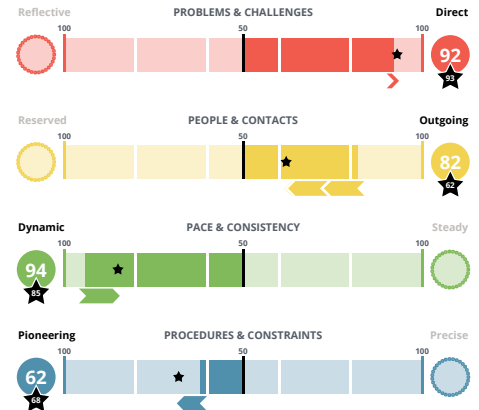 Reflective PROBLEMS & CHALLENGES Direct
100 50 100
92
93
Reserved PEOPLE & CONTACTS Outgoing
100 50 100
82
62
Dynamic PACE & CONSISTENCY Steady
100 50 100
94
85
Pioneering PROCEDURES & CONSTRAINTS Precise
100 50 100
62
68